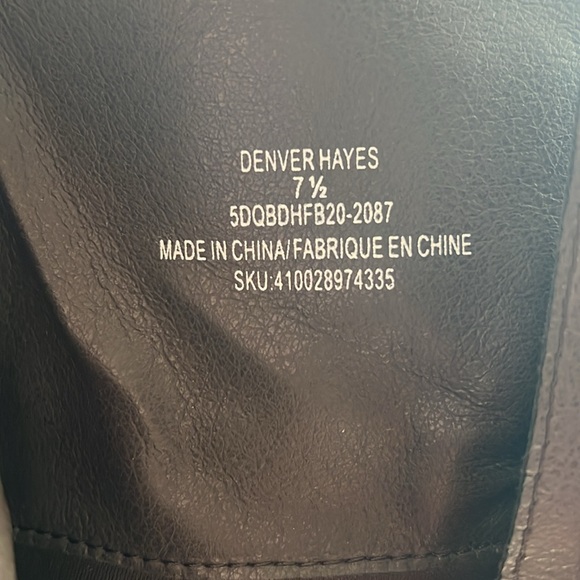 DENVER HAYES
7 ½
5DQBDHFB20-2087
MADE IN CHINA/FABRIQUE EN CHINE
SKU:410028974335